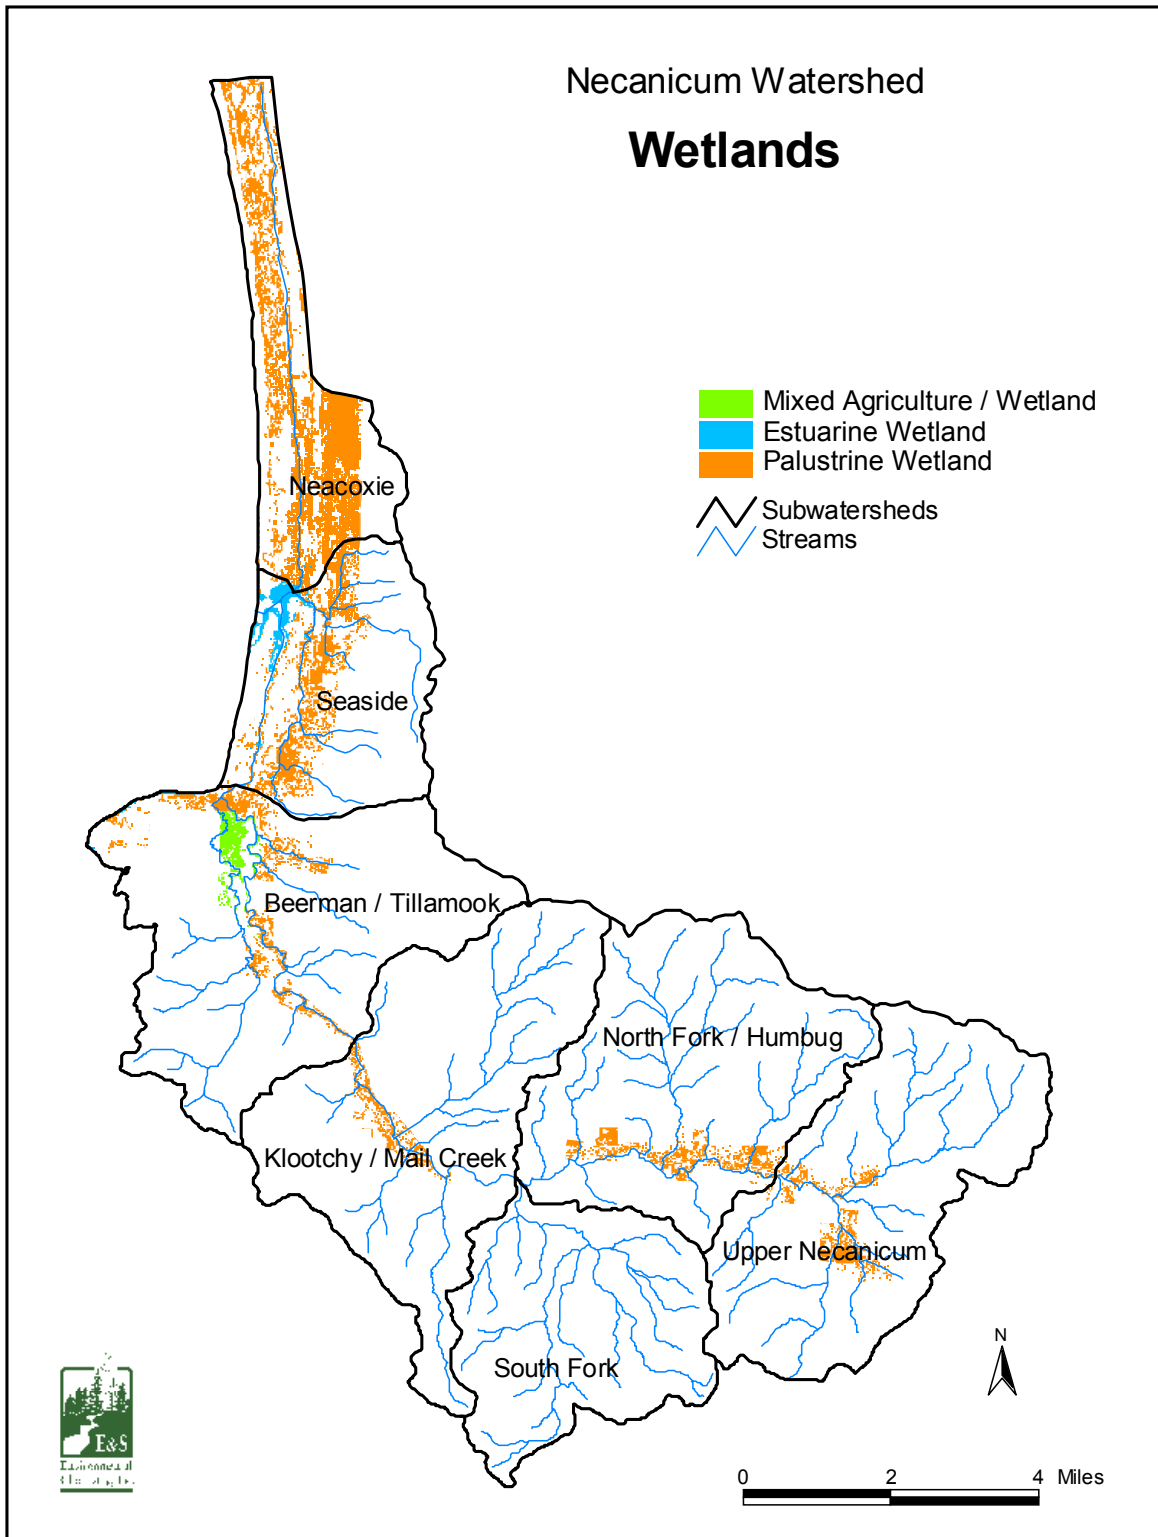 Necanicum Watershed
Wetlands
Mixed Agriculture / Wetland
Estuarine Wetland
Palustrine Wetland
Subwatersheds
Streams
Neacoxie
Seaside
Beerman / Tillamook
North Fork / Humbug
Klootchy / Mail Creek
Upper Necanicum
South Fork
N
E&S
0 2 4 Miles